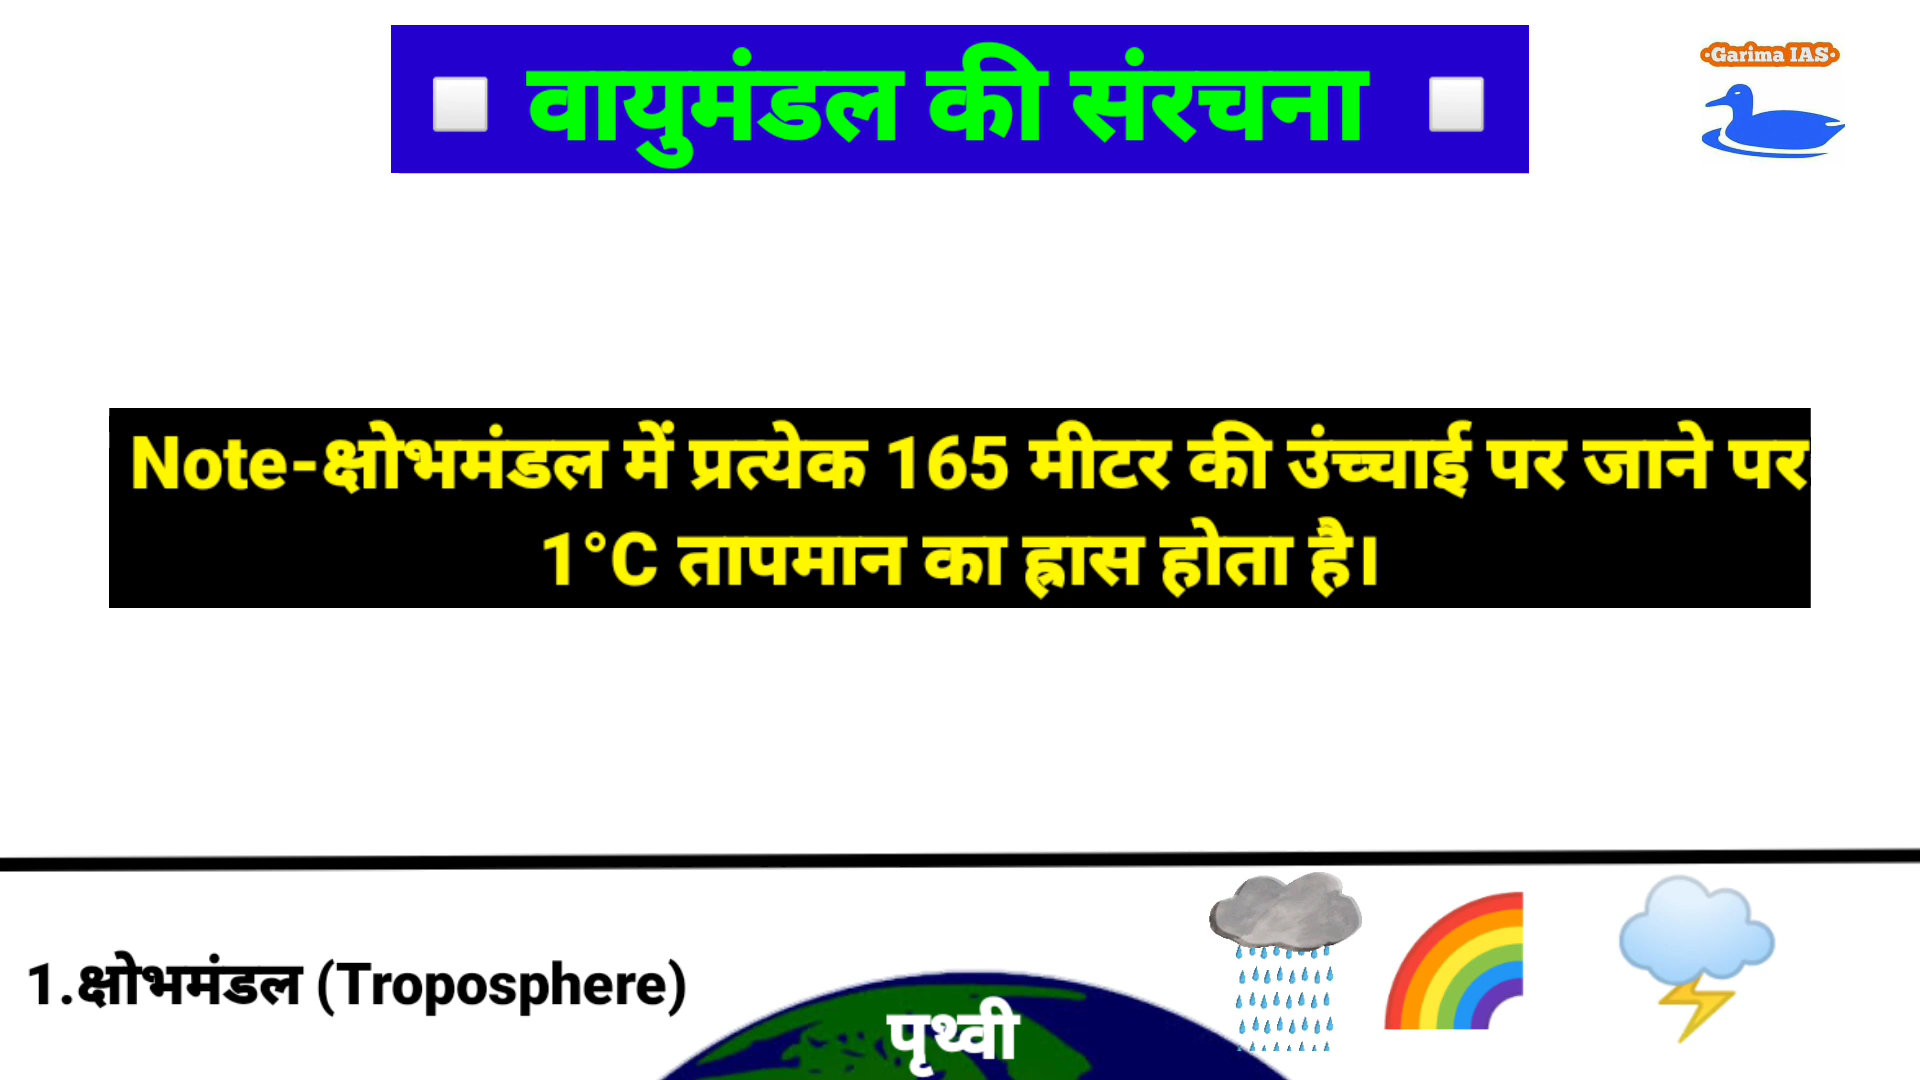 वायुमंडल की संरचना
·Garima IAS·
Note-क्षोभमंडल में प्रत्येक 165 मीटर की उंच्चाई पर जाने पर
1°C तापमान का ह्रास होता है।
1.क्षोभमंडल (Troposphere)
पृथ्वी